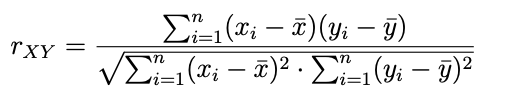 r_{XY} = \frac{\sum_{i=1}^{n}(x_i - \bar{x})(y_i - \bar{y})}{\sqrt{\sum_{i=1}^{n}(x_i - \bar{x})^2 \cdot \sum_{i=1}^{n}(y_i - \bar{y})^2}}